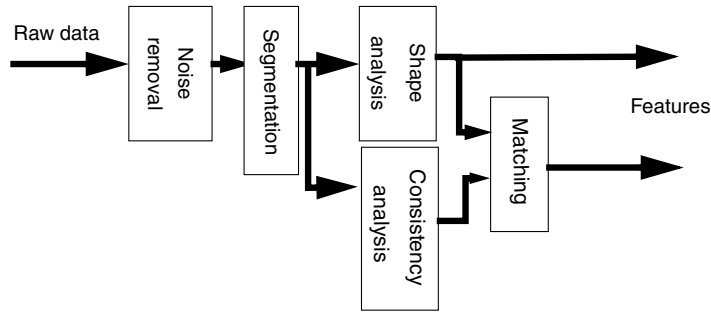 Raw data
Noise
removal
Segmentation
Shape
analysis
Consistency
analysis
Matching
Features